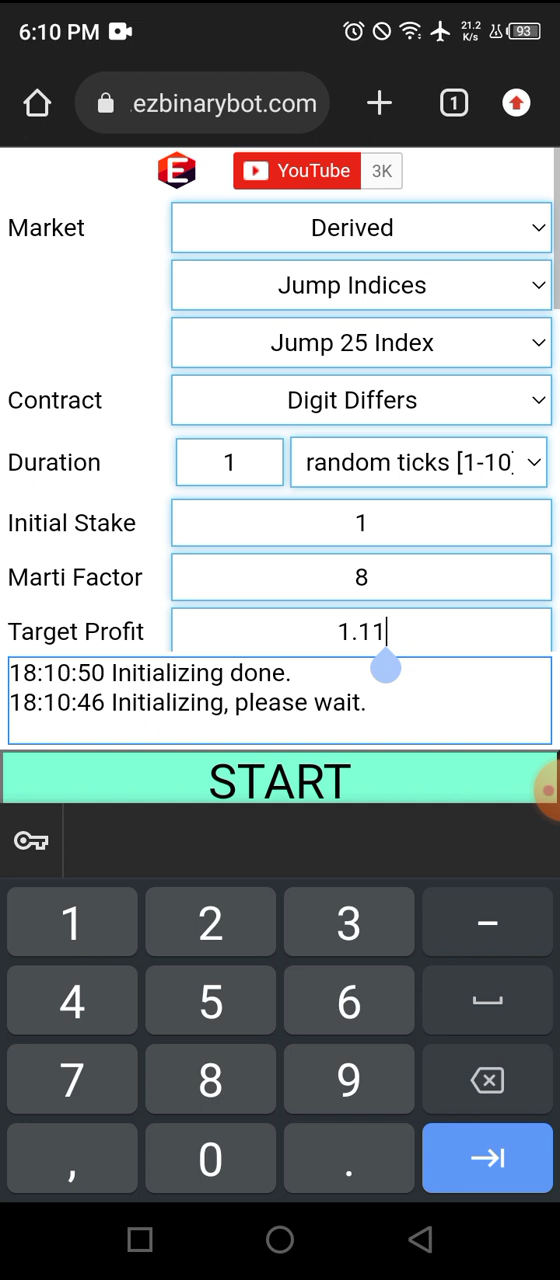 6:10 PM
21.2
K/s
93
.ezbinarybot.com
1
E
YouTube 3K
Market Derived
Jump Indices
Jump 25 Index
Contract Digit Differs
Duration 1 random ticks [1-10]
Initial Stake 1
Marti Factor 8
Target Profit 1.11
18:10:50 Initializing done.
18:10:46 Initializing, please wait.
START
1 2 3 −
4 5 6
7 8 9
, 0 .